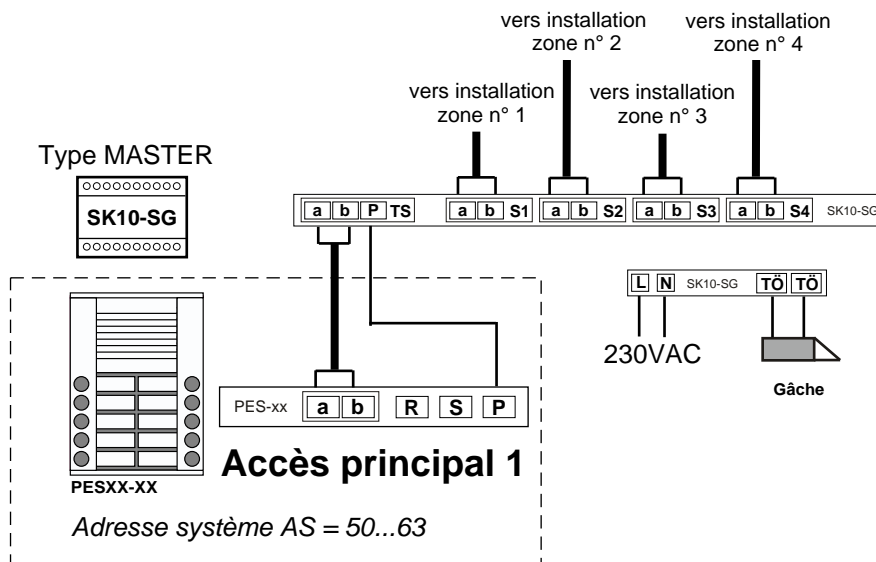 vers installation
zone n° 2
vers installation
zone n° 4
vers installation
zone n° 1
vers installation
zone n° 3
Type MASTER
SK10-SG
a b P TS
a b S1
a b S2
a b S3
a b S4
SK10-SG
L N SK10-SG TÖ TÖ
230VAC
Gâche
PES-xx a b R S P
Accès principal 1
PESXX-XX
Adresse système AS = 50...63